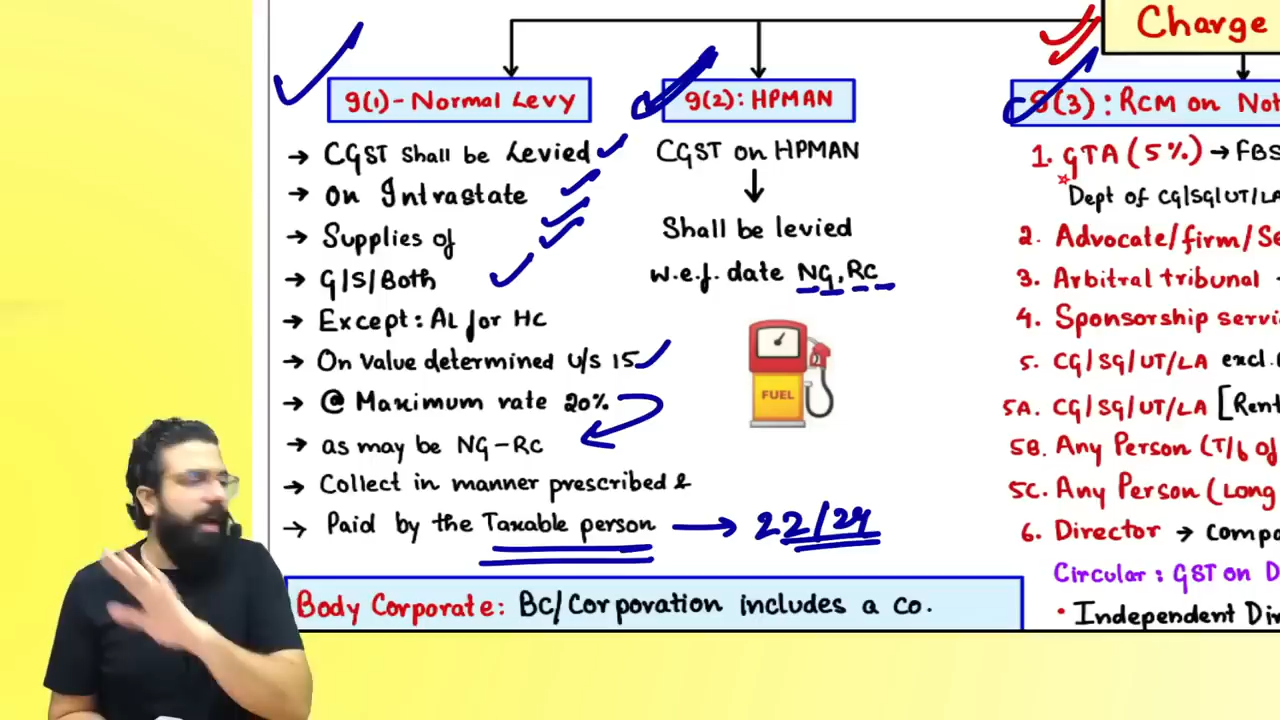 Charge
9(1)-Normal Levy
→ CGST Shall be Levied
→ on Intrastate
→ Supplies of
→ G/S/Both
→ Except: AL for HC
→ On Value determined U/S 15
→ @ Maximum rate 20%
→ as may be NG-RC
→ Collect in manner prescribed &
→ Paid by the Taxable person → 22/24
9(2): HPMAN
CGST on HPMAN
Shall be levied
w.e.f. date NG, RC
FUEL
9(3): RCM on Not
1. GTA (5%) → FBS
Dept of CG/SG/UT/LA
2. Advocate/firm/Se
3. Arbitral tribunal
4. Sponsorship servi
5. CG/SG/UT/LA excl.
5A. CG/SG/UT/LA [Rent
5B. Any Person (T/b of
5C. Any Person (Long
6. Director → Compa
Circular: GST on D
• Independent Dir
Body Corporate: BC/Corporation includes a co.